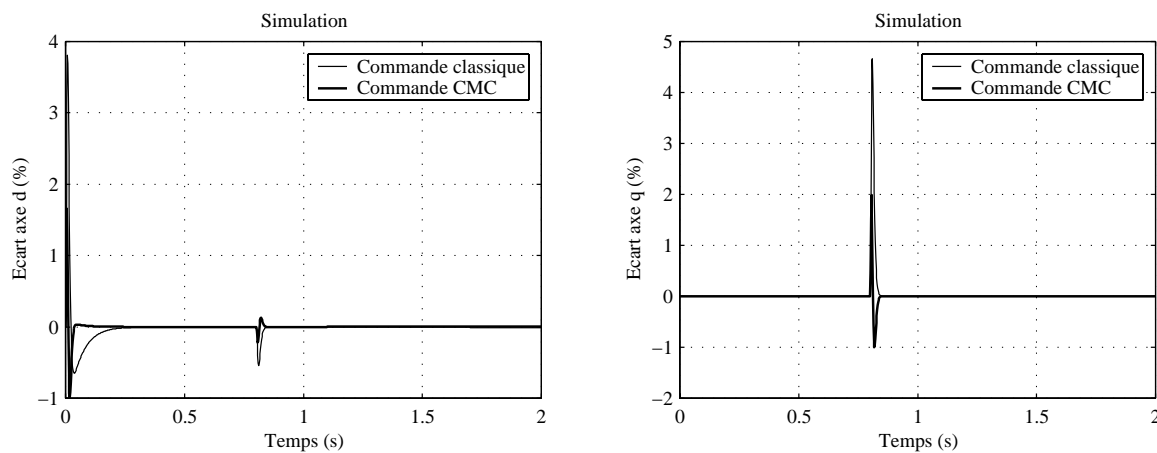 Simulation
4
3
2
1
0
−1
Ecart axe d (%)
Commande classique
Commande CMC
0
0.5
1
1.5
2
Temps (s)
Simulation
5
4
3
2
1
0
−1
−2
Ecart axe q (%)
Commande classique
Commande CMC
0
0.5
1
1.5
2
Temps (s)